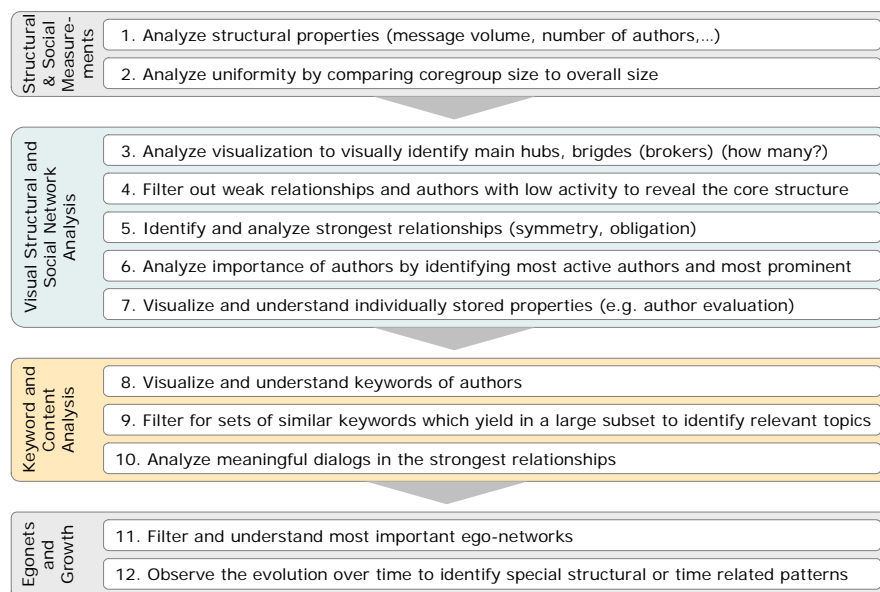 Structural
& Social
Measure-
ments
1. Analyze structural properties (message volume, number of authors,...)
2. Analyze uniformity by comparing coregroup size to overall size
Visual Structural and
Social Network
Analysis
3. Analyze visualization to visually identify main hubs, brigdes (brokers) (how many?)
4. Filter out weak relationships and authors with low activity to reveal the core structure
5. Identify and analyze strongest relationships (symmetry, obligation)
6. Analyze importance of authors by identifying most active authors and most prominent
7. Visualize and understand individually stored properties (e.g. author evaluation)
Keyword and
Content
Analysis
8. Visualize and understand keywords of authors
9. Filter for sets of similar keywords which yield in a large subset to identify relevant topics
10. Analyze meaningful dialogs in the strongest relationships
Egonets
and
Growth
11. Filter and understand most important ego-networks
12. Observe the evolution over time to identify special structural or time related patterns